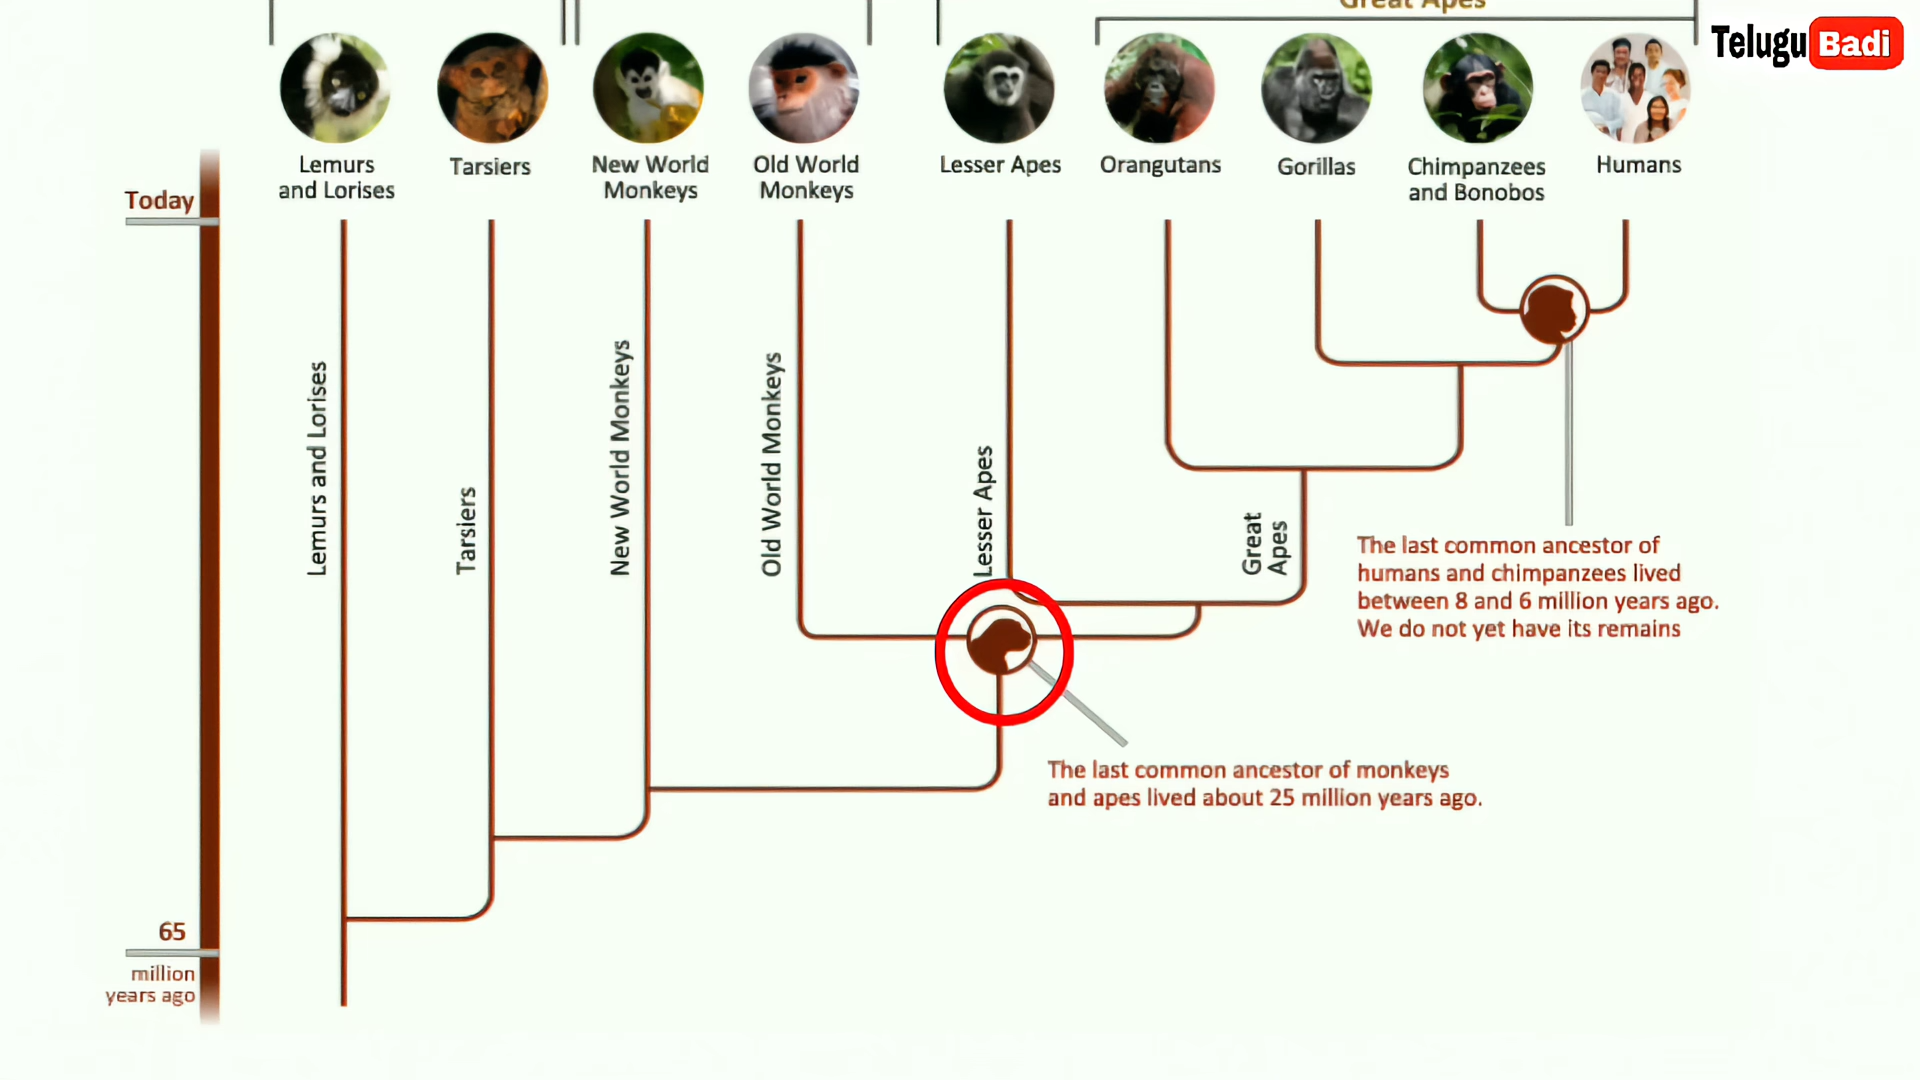 Great Apes
Telugu Badi
Lemurs
and Lorises
Tarsiers
New World
Monkeys
Old World
Monkeys
Lesser Apes
Orangutans
Gorillas
Chimpanzees
and Bonobos
Humans
Today
Lemurs and Lorises
Tarsiers
New World Monkeys
Old World Monkeys
Lesser Apes
Great
Apes
The last common ancestor of
humans and chimpanzees lived
between 8 and 6 million years ago.
We do not yet have its remains
The last common ancestor of monkeys
and apes lived about 25 million years ago.
65
million
years ago